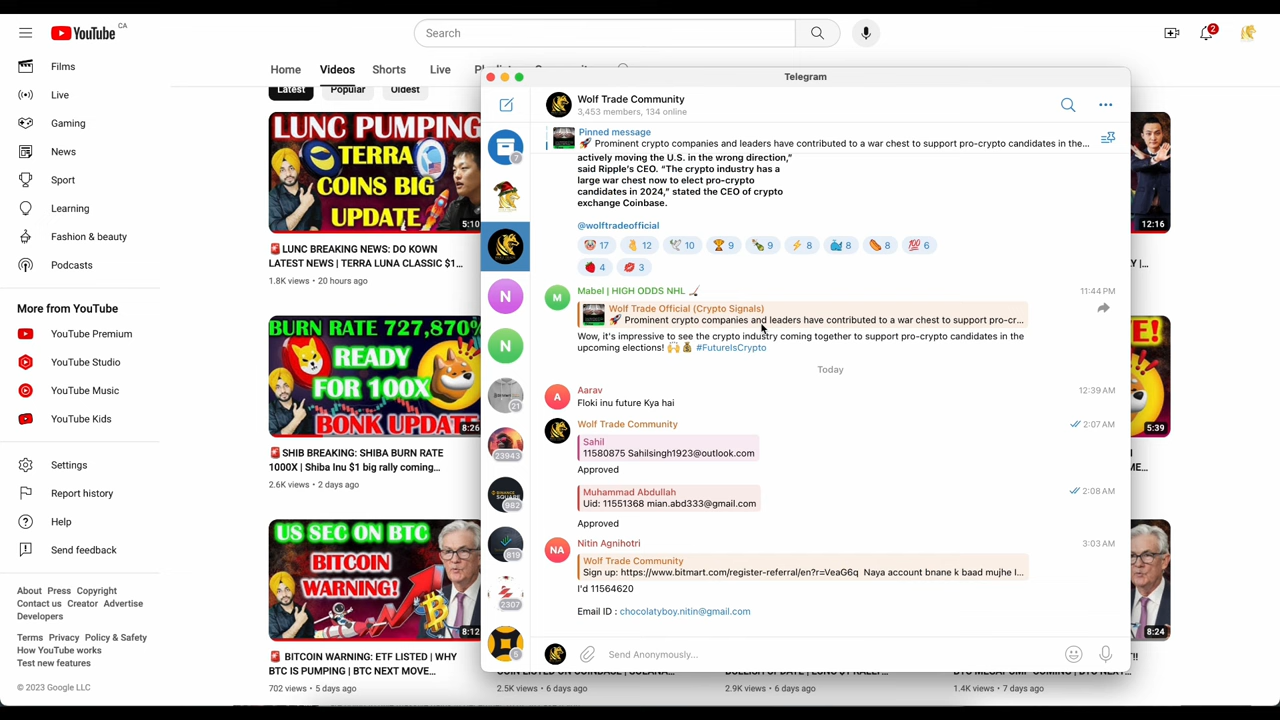 YouTube CA
Search
2
Films
Live
Gaming
News
Sport
Learning
Fashion & beauty
Podcasts
More from YouTube
YouTube Premium
YouTube Studio
YouTube Music
YouTube Kids
Settings
Report history
Help
Send feedback
About Press Copyright
Contact us Creator Advertise
Developers
Terms Privacy Policy & Safety
How YouTube works
Test new features
© 2023 Google LLC
Home Videos Shorts Live
Latest Popular Oldest
LUNC PUMPING
TERRA
COINS BIG
UPDATE
5:10
🚨LUNC BREAKING NEWS: DO KOWN
LATEST NEWS | TERRA LUNA CLASSIC $1...
1.8K views • 20 hours ago
BURN RATE 727,870%
READY
FOR 100X
BONK UPDATE
8:26
🚨SHIB BREAKING: SHIBA BURN RATE
1000X | Shiba Inu $1 big rally coming...
2.6K views • 2 days ago
US SEC ON BTC
BITCOIN
WARNING!
8:12
🚨 BITCOIN WARNING: ETF LISTED | WHY
BTC IS PUMPING | BTC NEXT MOVE...
702 views • 5 days ago
2.5K views • 6 days ago
2.9K views • 6 days ago
1.4K views • 7 days ago
12:16
5:39
8:24
Telegram
Wolf Trade Community
3,453 members, 134 online
Pinned message
🚀 Prominent crypto companies and leaders have contributed to a war chest to support pro-crypto candidates in the...
actively moving the U.S. in the wrong direction,"
said Ripple's CEO. "The crypto industry has a
large war chest now to elect pro-crypto
candidates in 2024," stated the CEO of crypto
exchange Coinbase.
@wolftradeofficial
🤡 17 🫰 12 🕊 10 🏆 9 🍾 9 ⚡ 8 🐳 8 🌭 8 💯 6
🍓 4 💋 3
Mabel | HIGH ODDS NHL 🏒 11:44 PM
Wolf Trade Official (Crypto Signals)
🚀 Prominent crypto companies and leaders have contributed to a war chest to support pro-cr...
Wow, it's impressive to see the crypto industry coming together to support pro-crypto candidates in the
upcoming elections! 🙌 💰 #FutureIsCrypto
Today
Aarav 12:39 AM
Floki inu future Kya hai
Wolf Trade Community 2:07 AM
Sahil
11580875 Sahilsingh1923@outlook.com
Approved
Muhammad Abdullah 2:08 AM
Uid: 11551368 mian.abd333@gmail.com
Approved
Nitin Agnihotri 3:03 AM
Wolf Trade Community
Sign up: https://www.bitmart.com/register-referral/en?r=VeaG6q Naya account bnane k baad mujhe I...
I'd 11564620
Email ID : chocolatyboy.nitin@gmail.com
Send Anonymously...
7
N
N
21
23943
982
819
2307
5
M
A
NA